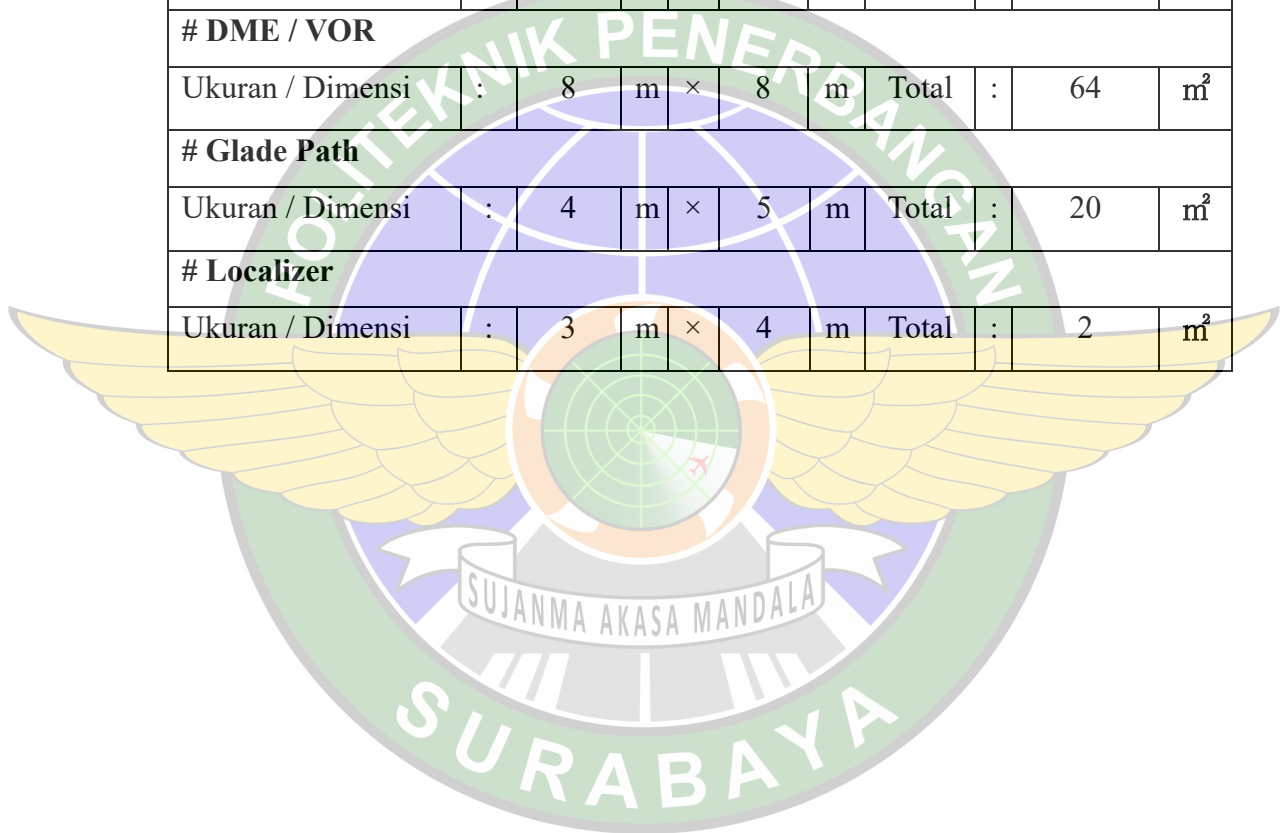 # DME / VOR
Ukuran / Dimensi : 8 m × 8 m Total : 64 m²
# Glade Path
Ukuran / Dimensi : 4 m × 5 m Total : 20 m²
# Localizer
Ukuran / Dimensi : 3 m × 4 m Total : 2 m²
POLITEKNIK PENERBANGAN
SUJANMA AKASA MANDALA
SURABAYA